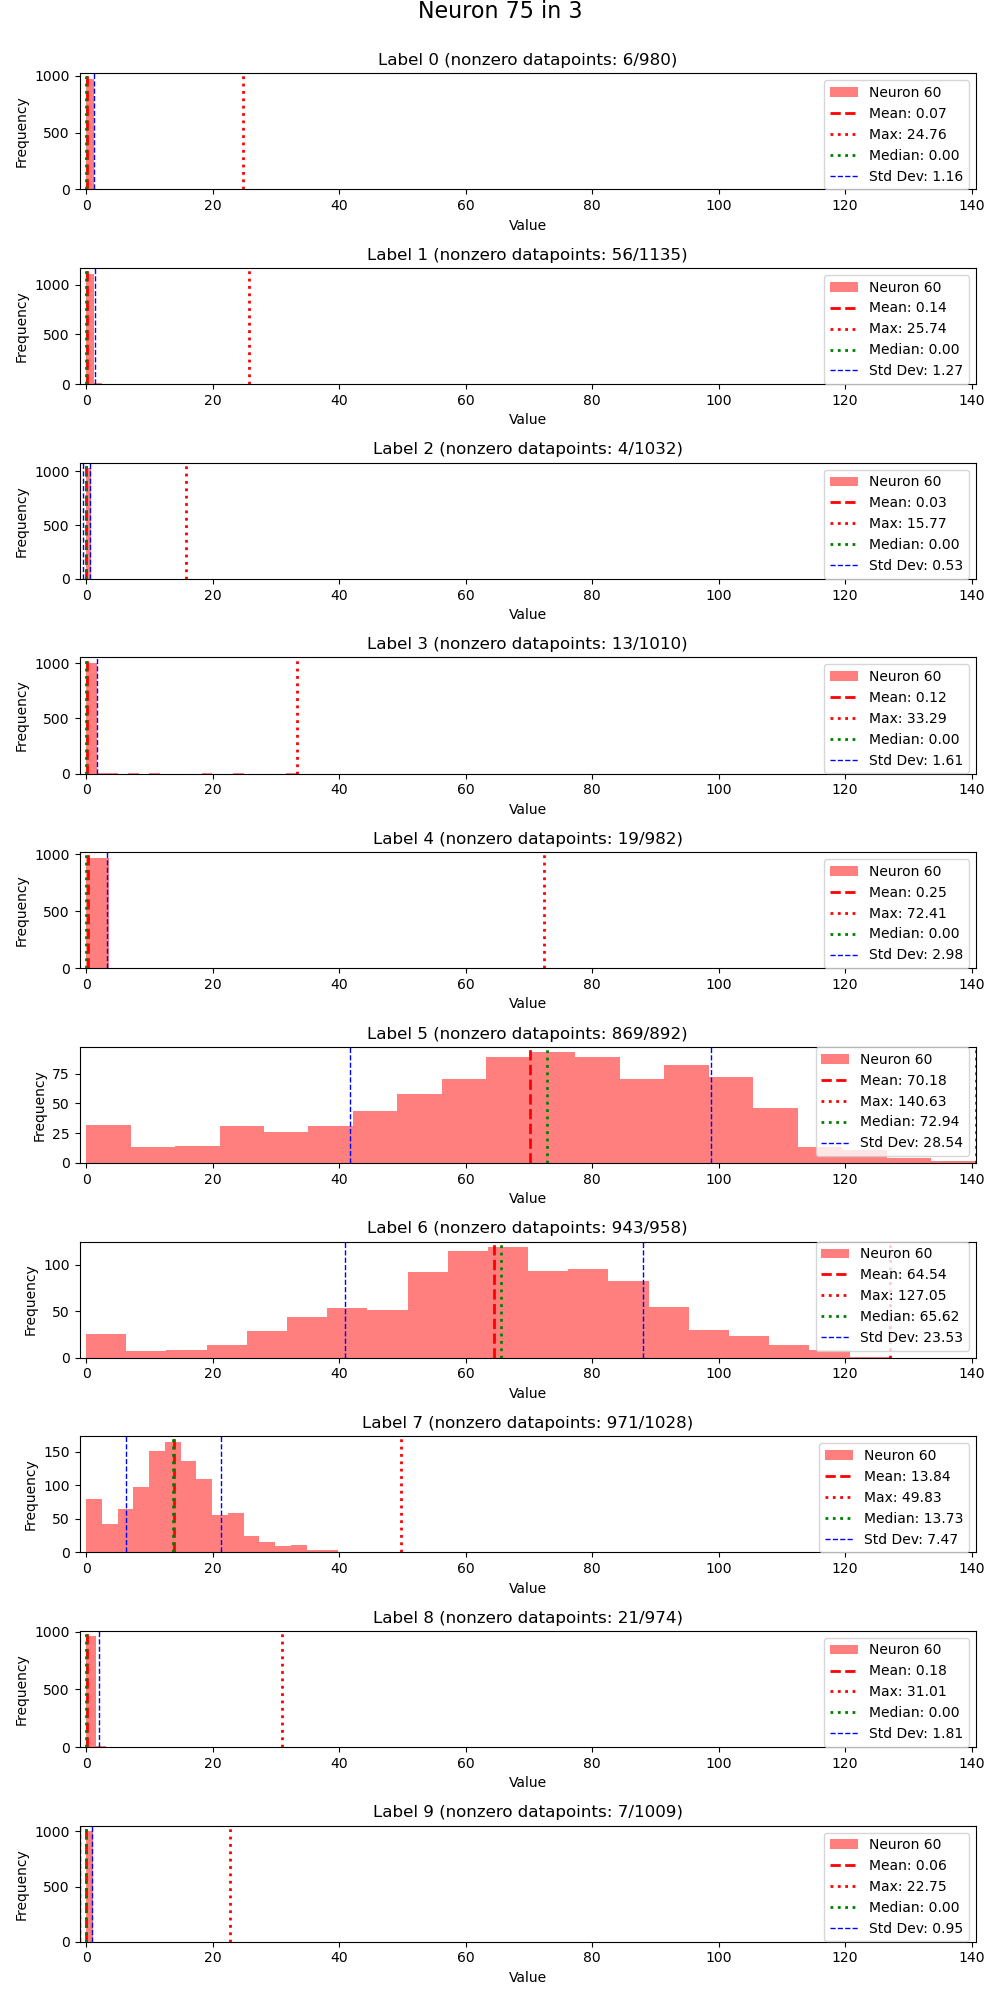 Neuron 75 in 3
Label 0 (nonzero datapoints: 6/980)
Frequency
1000
500
0
Neuron 60
Mean: 0.07
Max: 24.76
Median: 0.00
Std Dev: 1.16
0 20 40 60 80 100 120 140
Value
Label 1 (nonzero datapoints: 56/1135)
Frequency
1000
500
0
Neuron 60
Mean: 0.14
Max: 25.74
Median: 0.00
Std Dev: 1.27
0 20 40 60 80 100 120 140
Value
Label 2 (nonzero datapoints: 4/1032)
Frequency
1000
500
0
Neuron 60
Mean: 0.03
Max: 15.77
Median: 0.00
Std Dev: 0.53
0 20 40 60 80 100 120 140
Value
Label 3 (nonzero datapoints: 13/1010)
Frequency
1000
500
0
Neuron 60
Mean: 0.12
Max: 33.29
Median: 0.00
Std Dev: 1.61
0 20 40 60 80 100 120 140
Value
Label 4 (nonzero datapoints: 19/982)
Frequency
1000
500
0
Neuron 60
Mean: 0.25
Max: 72.41
Median: 0.00
Std Dev: 2.98
0 20 40 60 80 100 120 140
Value
Label 5 (nonzero datapoints: 869/892)
Frequency
75
50
25
0
Neuron 60
Mean: 70.18
Max: 140.63
Median: 72.94
Std Dev: 28.54
0 20 40 60 80 100 120 140
Value
Label 6 (nonzero datapoints: 943/958)
Frequency
100
50
0
Neuron 60
Mean: 64.54
Max: 127.05
Median: 65.62
Std Dev: 23.53
0 20 40 60 80 100 120 140
Value
Label 7 (nonzero datapoints: 971/1028)
Frequency
150
100
50
0
Neuron 60
Mean: 13.84
Max: 49.83
Median: 13.73
Std Dev: 7.47
0 20 40 60 80 100 120 140
Value
Label 8 (nonzero datapoints: 21/974)
Frequency
1000
500
0
Neuron 60
Mean: 0.18
Max: 31.01
Median: 0.00
Std Dev: 1.81
0 20 40 60 80 100 120 140
Value
Label 9 (nonzero datapoints: 7/1009)
Frequency
1000
500
0
Neuron 60
Mean: 0.06
Max: 22.75
Median: 0.00
Std Dev: 0.95
0 20 40 60 80 100 120 140
Value